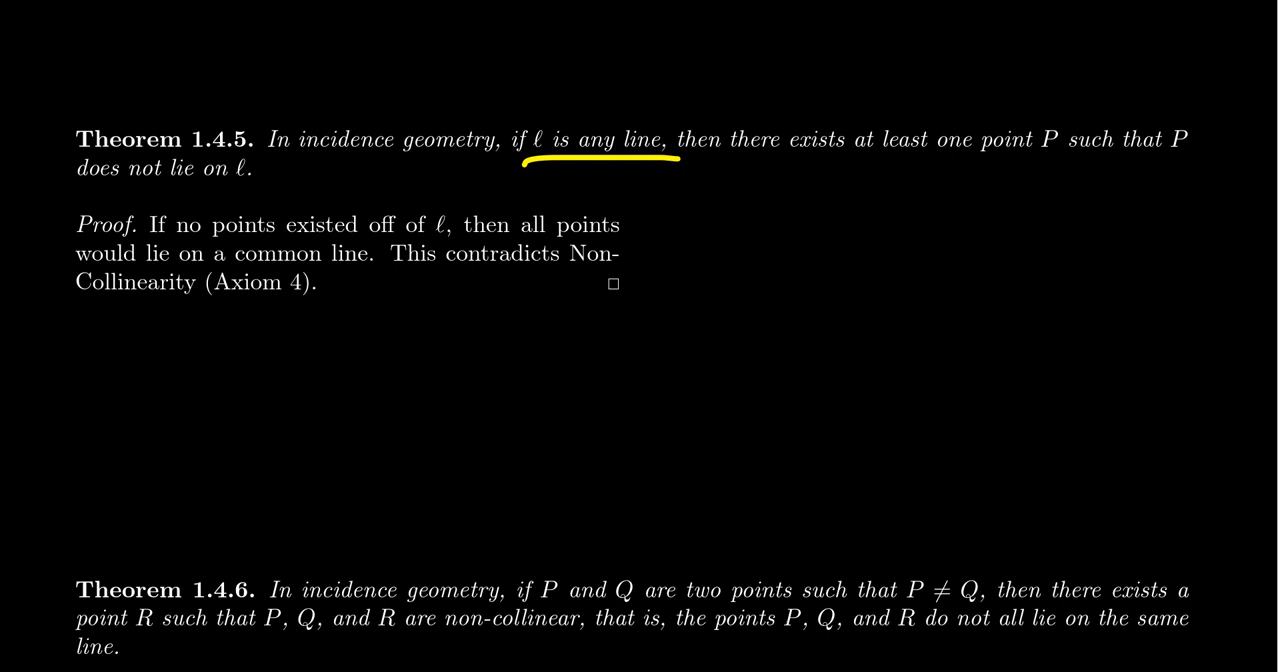 Theorem 1.4.5. In incidence geometry, if ℓ is any line, then there exists at least one point P such that P
does not lie on ℓ.
Proof. If no points existed off of ℓ, then all points
would lie on a common line. This contradicts Non-
Collinearity (Axiom 4). □
Theorem 1.4.6. In incidence geometry, if P and Q are two points such that P ≠ Q, then there exists a
point R such that P, Q, and R are non-collinear, that is, the points P, Q, and R do not all lie on the same
line.